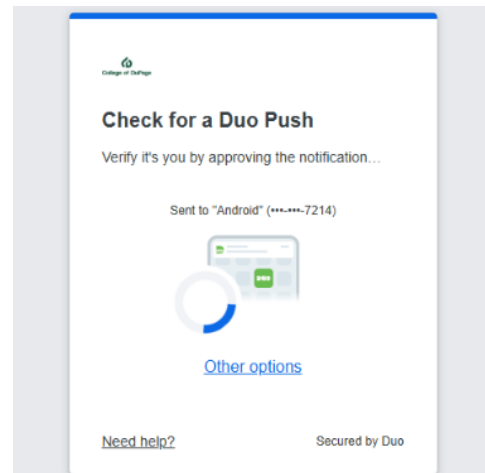 College of DuPage
Check for a Duo Push
Verify it's you by approving the notification...
Sent to "Android" (•••-•••-7214)
DUO
Other options
Need help?
Secured by Duo